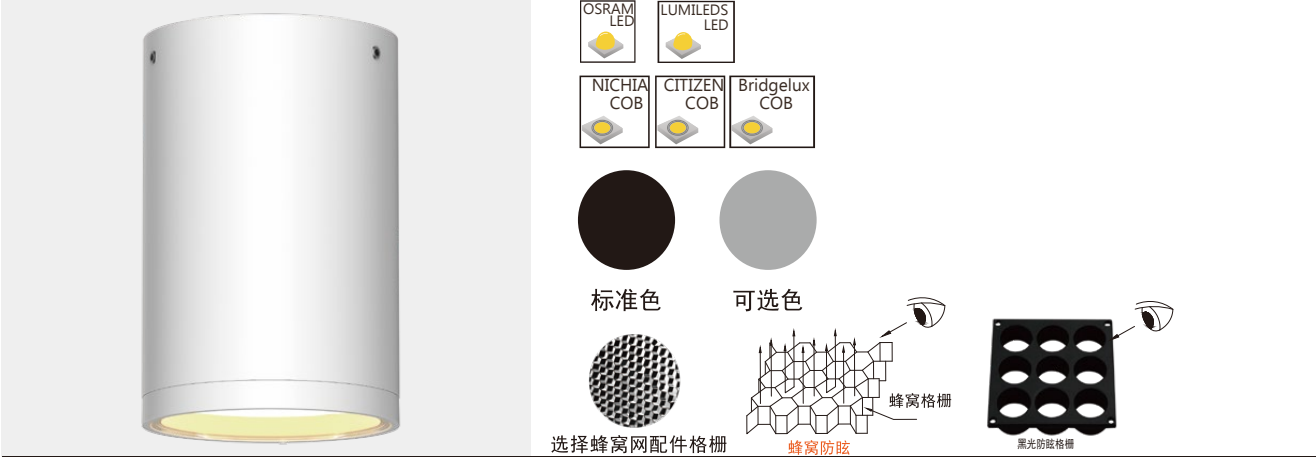 OSRAM
LED
LUMILEDS
LED
NICHIA
COB
CITIZEN
COB
Bridgelux
COB
标准色
可选色
选择蜂窝网配件格栅
蜂窝格栅
蜂窝防眩
黑光防眩格栅